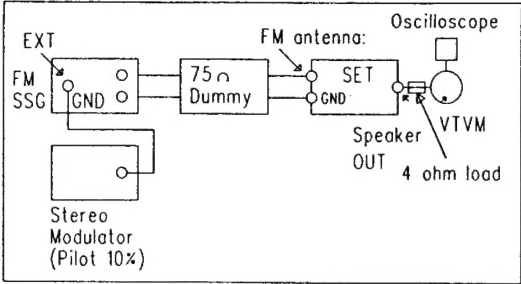 Oscilloscope
EXT
FM antenna:
FM
SSG
GND
75Ω
Dummy
SET
GND
VTVM
Speaker
OUT
4 ohm load
Stereo
Modulator
(Pilot 10%)